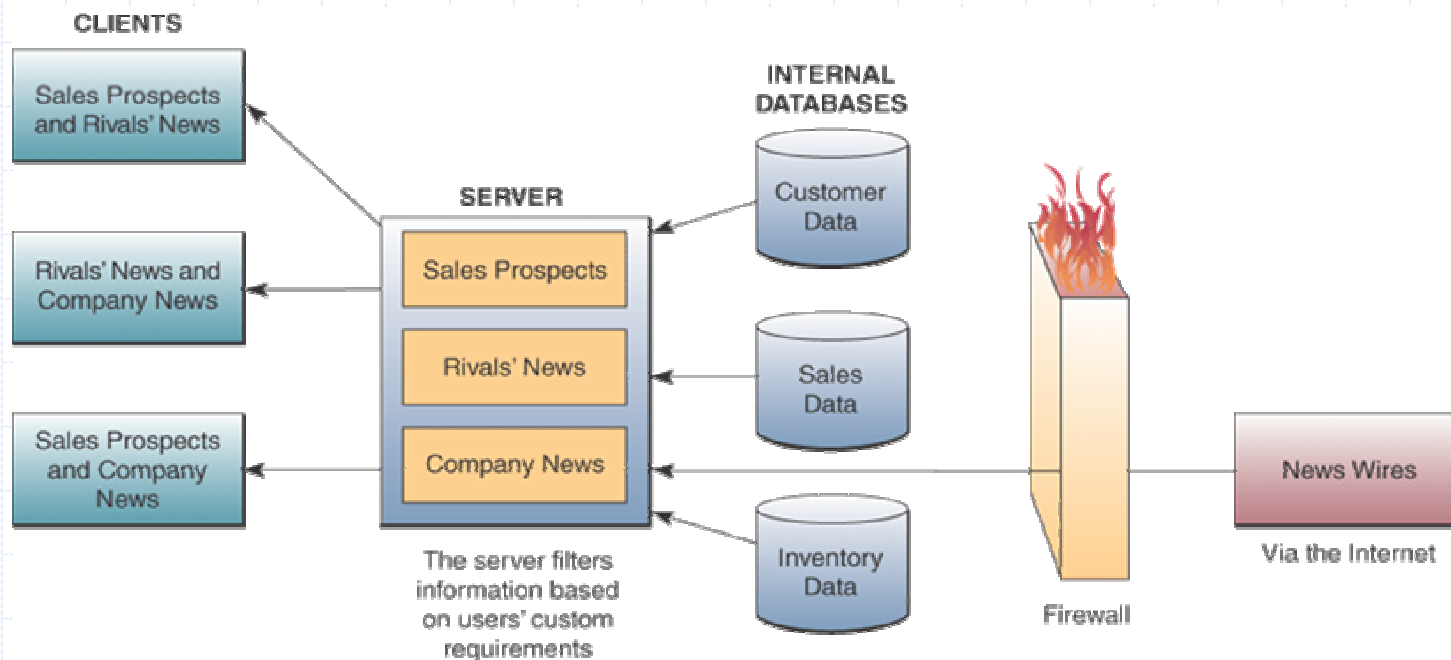 CLIENTS
Sales Prospects
and Rivals' News
Rivals' News and
Company News
Sales Prospects
and Company
News
SERVER
Sales Prospects
Rivals' News
Company News
The server filters
information based
on users' custom
requirements
INTERNAL
DATABASES
Customer
Data
Sales
Data
Inventory
Data
Firewall
News Wires
Via the Internet